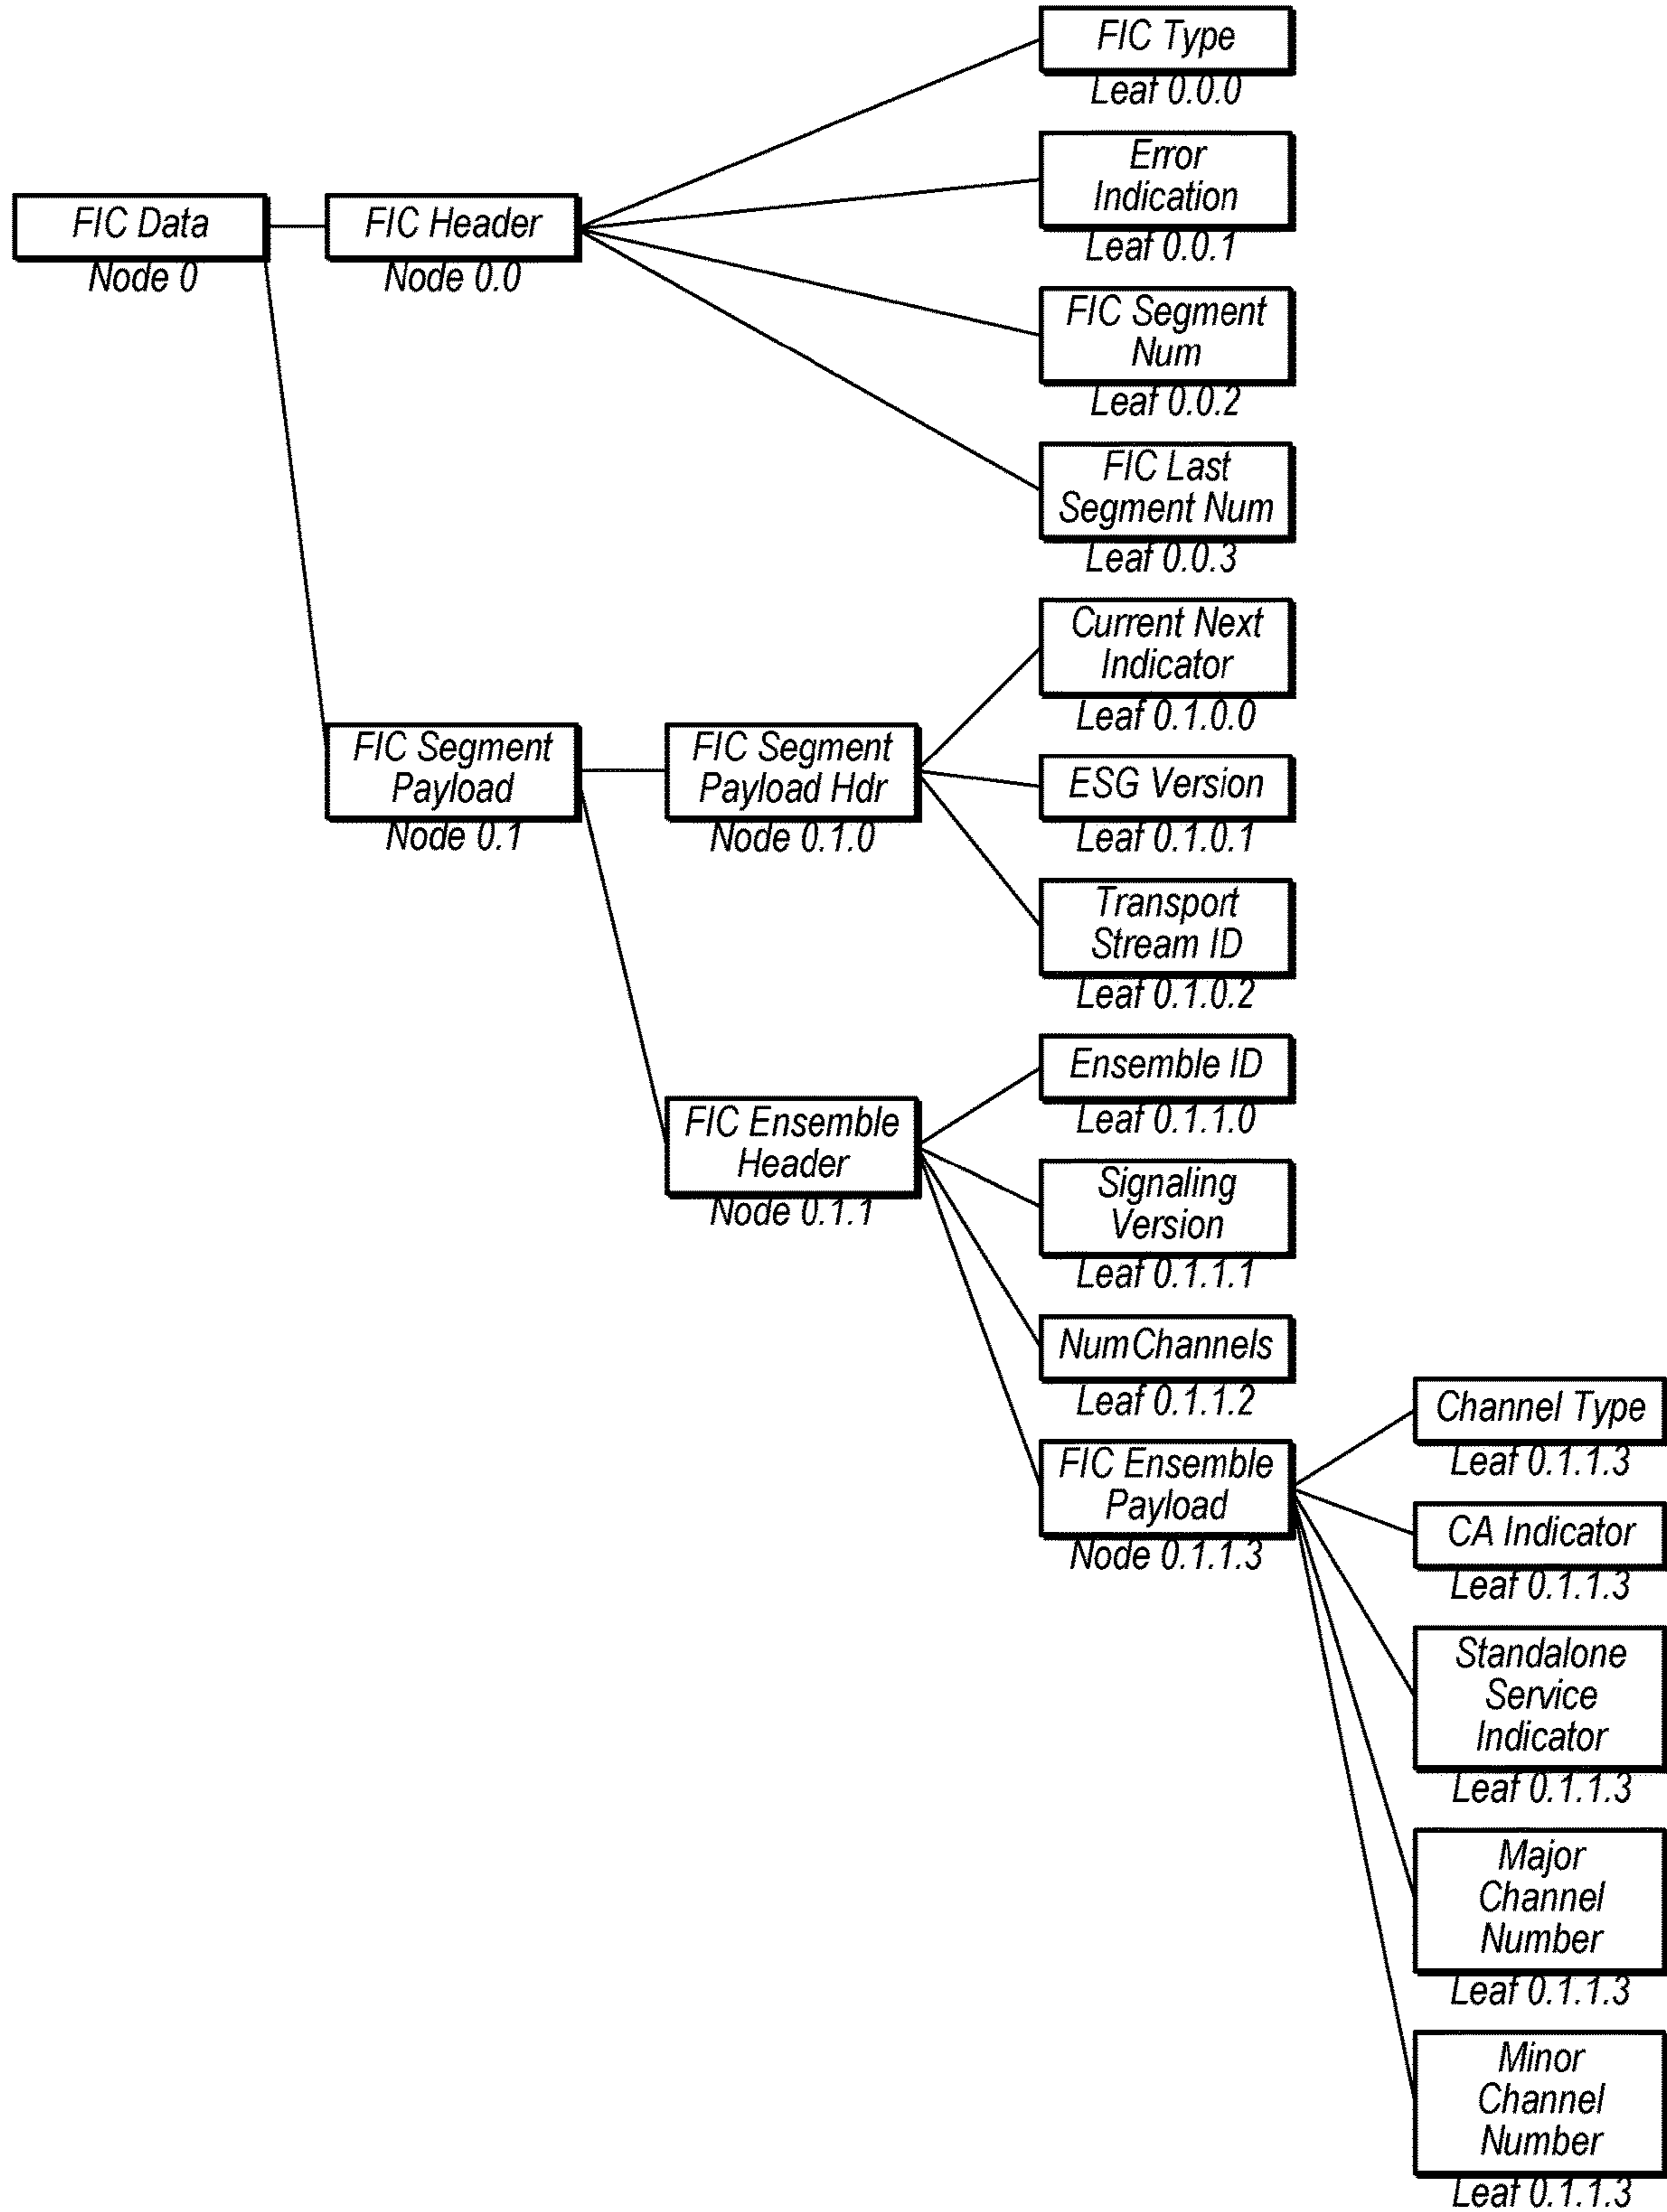 FIC Type
Leaf 0.0.0
Error
Indication
Leaf 0.0.1
FIC Data
Node 0
FIC Header
Node 0.0
FIC Segment
Num
Leaf 0.0.2
FIC Last
Segment Num
Leaf 0.0.3
Current Next
Indicator
Leaf 0.1.0.0
FIC Segment
Payload
Node 0.1
FIC Segment
Payload Hdr
Node 0.1.0
ESG Version
Leaf 0.1.0.1
Transport
Stream ID
Leaf 0.1.0.2
Ensemble ID
Leaf 0.1.1.0
FIC Ensemble
Header
Node 0.1.1
Signaling
Version
Leaf 0.1.1.1
NumChannels
Leaf 0.1.1.2
FIC Ensemble
Payload
Node 0.1.1.3
Channel Type
Leaf 0.1.1.3
CA Indicator
Leaf 0.1.1.3
Standalone
Service
Indicator
Leaf 0.1.1.3
Major
Channel
Number
Leaf 0.1.1.3
Minor
Channel
Number
Leaf 0.1.1.3